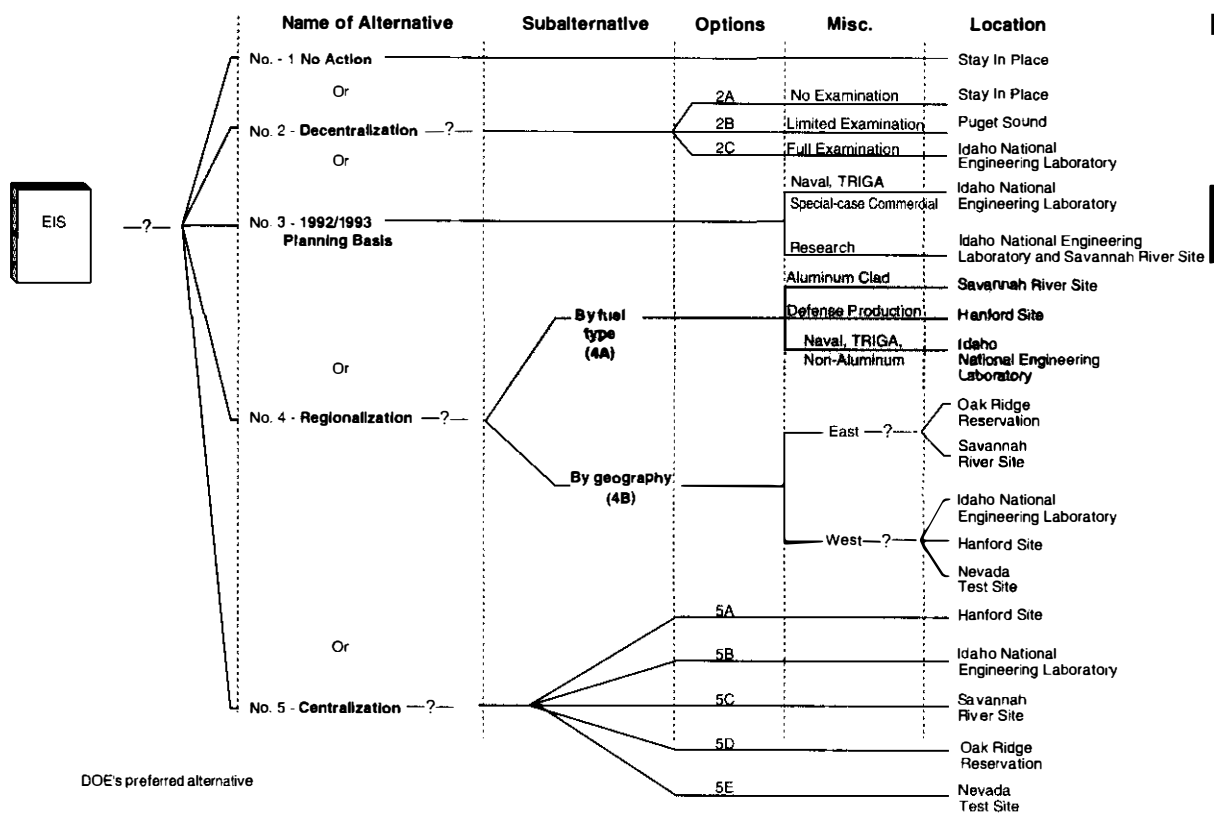 Name of Alternative Subalternative Options Misc. Location
No. - 1 No Action Stay In Place
Or
2A No Examination Stay In Place
No. 2 - Decentralization —?— 2B Limited Examination Puget Sound
Or
2C Full Examination Idaho National
Engineering Laboratory
EIS —?—
No. 3 - 1992/1993
Planning Basis
Naval, TRIGA Idaho National
Special-case Commercial Engineering Laboratory
Research Idaho National Engineering
Laboratory and Savannah River Site
Or
No. 4 - Regionalization —?—
By fuel
type
(4A)
Aluminum Clad Savannah River Site
Defense Production Hanford Site
Naval, TRIGA, Idaho
Non-Aluminum National Engineering
Laboratory
By geography
(4B)
East —?— Oak Ridge
Reservation
Savannah
River Site
West —?— Idaho National
Engineering Laboratory
Hanford Site
Nevada
Test Site
Or
No. 5 - Centralization —?—
5A Hanford Site
5B Idaho National
Engineering Laboratory
5C Savannah
River Site
5D Oak Ridge
Reservation
5E Nevada
Test Site
DOE's preferred alternative